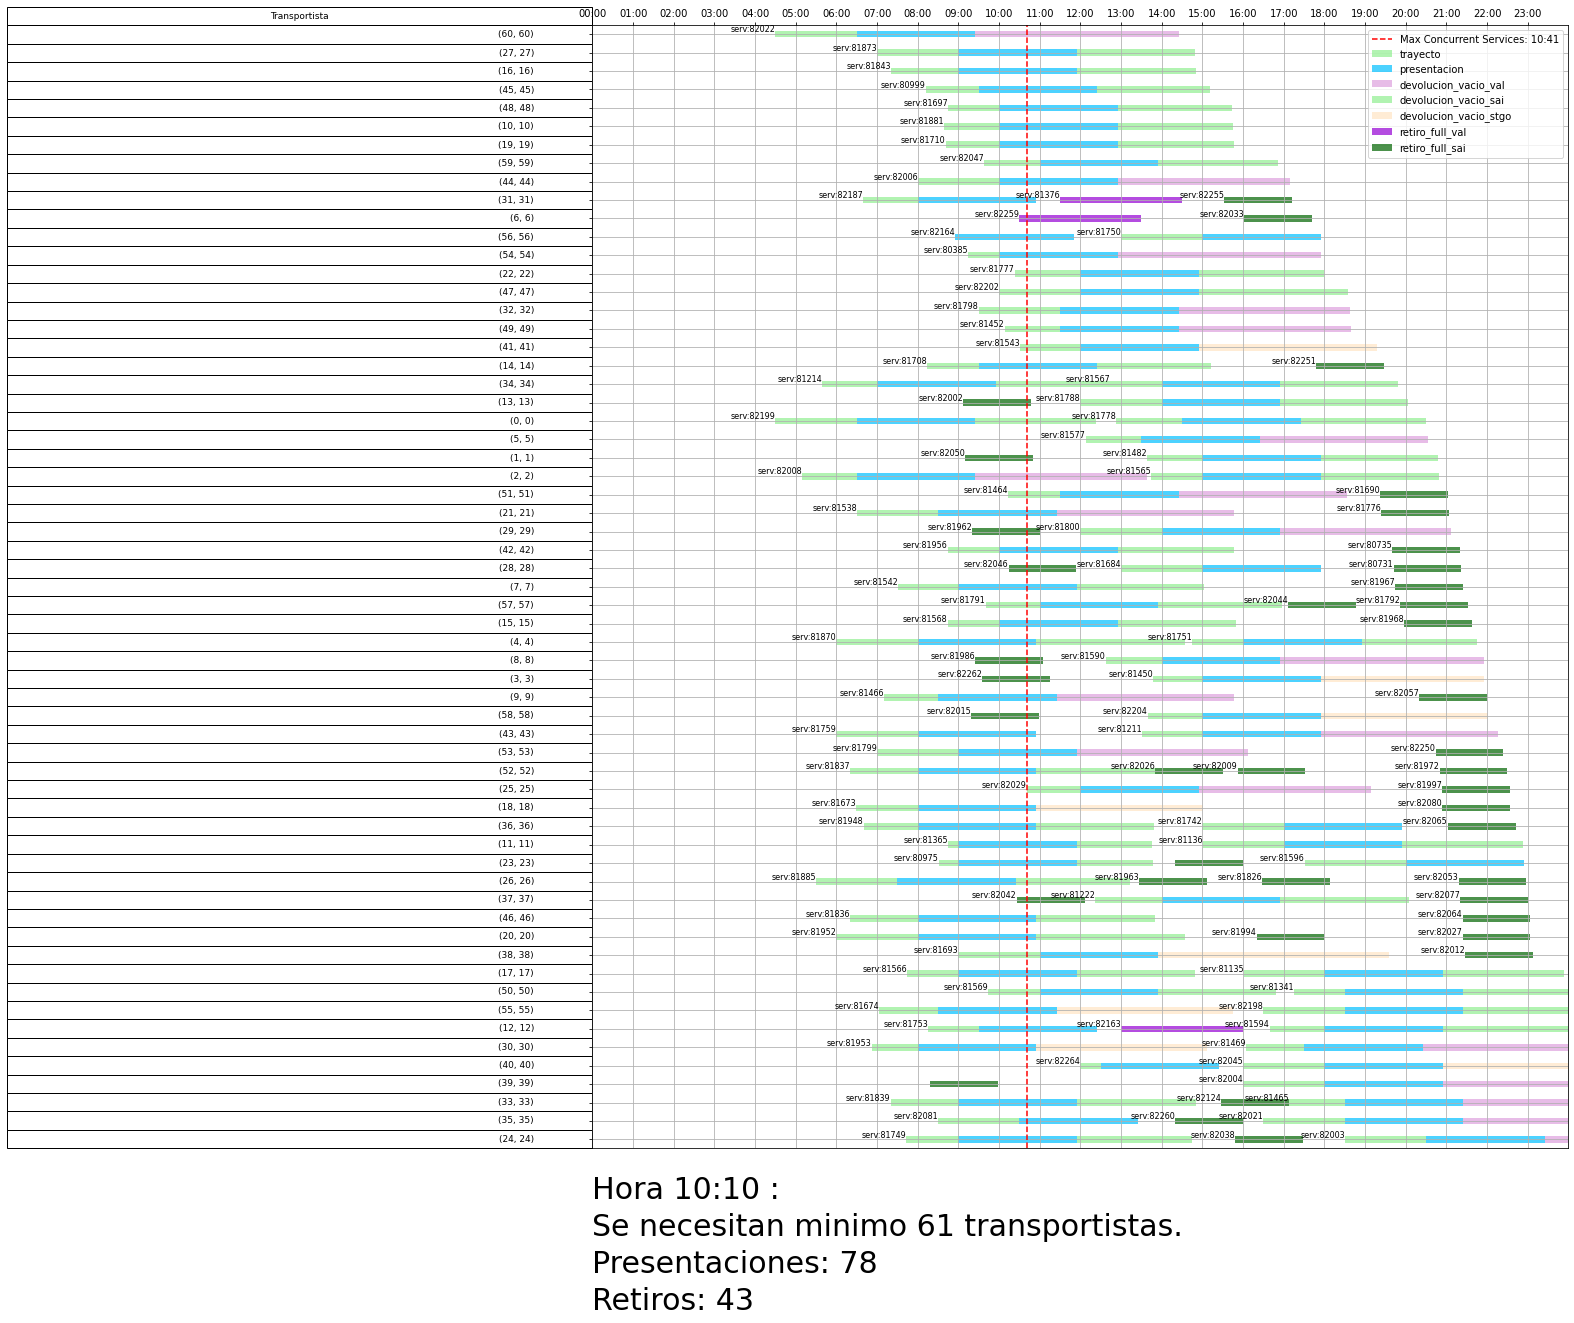 Transportista
00:00 01:00 02:00 03:00 04:00 05:00 06:00 07:00 08:00 09:00 10:00 11:00 12:00 13:00 14:00 15:00 16:00 17:00 18:00 19:00 20:00 21:00 22:00 23:00
Max Concurrent Services: 10:41
trayecto
presentacion
devolucion_vacio_val
devolucion_vacio_sai
devolucion_vacio_stgo
retiro_full_val
retiro_full_sai
(60, 60) serv:82022
(27, 27) serv:81873
(16, 16) serv:81843
(45, 45) serv:80999
(48, 48) serv:81697
(10, 10) serv:81881
(19, 19) serv:81710
(59, 59) serv:82047
(44, 44) serv:82006
(31, 31) serv:82187 serv:81376 serv:82255
(6, 6) serv:82259 serv:82033
(56, 56) serv:82164 serv:81750
(54, 54) serv:80385
(22, 22) serv:81777
(47, 47) serv:82202
(32, 32) serv:81798
(49, 49) serv:81452
(41, 41) serv:81543
(14, 14) serv:81708 serv:82251
(34, 34) serv:81214 serv:81567
(13, 13) serv:82002 serv:81788
(0, 0) serv:82199 serv:81778
(5, 5) serv:81577
(1, 1) serv:82050 serv:81482
(2, 2) serv:82008 serv:81565
(51, 51) serv:81464 serv:81690
(21, 21) serv:81538 serv:81776
(29, 29) serv:81962 serv:81800
(42, 42) serv:81956 serv:80735
(28, 28) serv:82046 serv:81684 serv:80731
(7, 7) serv:81542 serv:81967
(57, 57) serv:81791 serv:82044 serv:81792
(15, 15) serv:81568 serv:81968
(4, 4) serv:81870 serv:81751
(8, 8) serv:81986 serv:81590
(3, 3) serv:82262 serv:81450
(9, 9) serv:81466 serv:82057
(58, 58) serv:82015 serv:82204
(43, 43) serv:81759 serv:81211
(53, 53) serv:81799 serv:82250
(52, 52) serv:81837 serv:82026 serv:82009 serv:81972
(25, 25) serv:82029 serv:81997
(18, 18) serv:81673 serv:82080
(36, 36) serv:81948 serv:81742 serv:82065
(11, 11) serv:81365 serv:81136
(23, 23) serv:80975 serv:81596
(26, 26) serv:81885 serv:81963 serv:81826 serv:82053
(37, 37) serv:82042 serv:81222 serv:82077
(46, 46) serv:81836 serv:82064
(20, 20) serv:81952 serv:81994 serv:82027
(38, 38) serv:81693 serv:82012
(17, 17) serv:81566 serv:81135
(50, 50) serv:81569 serv:81341
(55, 55) serv:81674 serv:82198
(12, 12) serv:81753 serv:82163 serv:81594
(30, 30) serv:81953 serv:81469
(40, 40) serv:82264 serv:82045
(39, 39) serv:82004
(33, 33) serv:81839 serv:82124 serv:81465
(35, 35) serv:82081 serv:82260 serv:82021
(24, 24) serv:81749 serv:82038 serv:82003
Hora 10:10 :
Se necesitan minimo 61 transportistas.
Presentaciones: 78
Retiros: 43